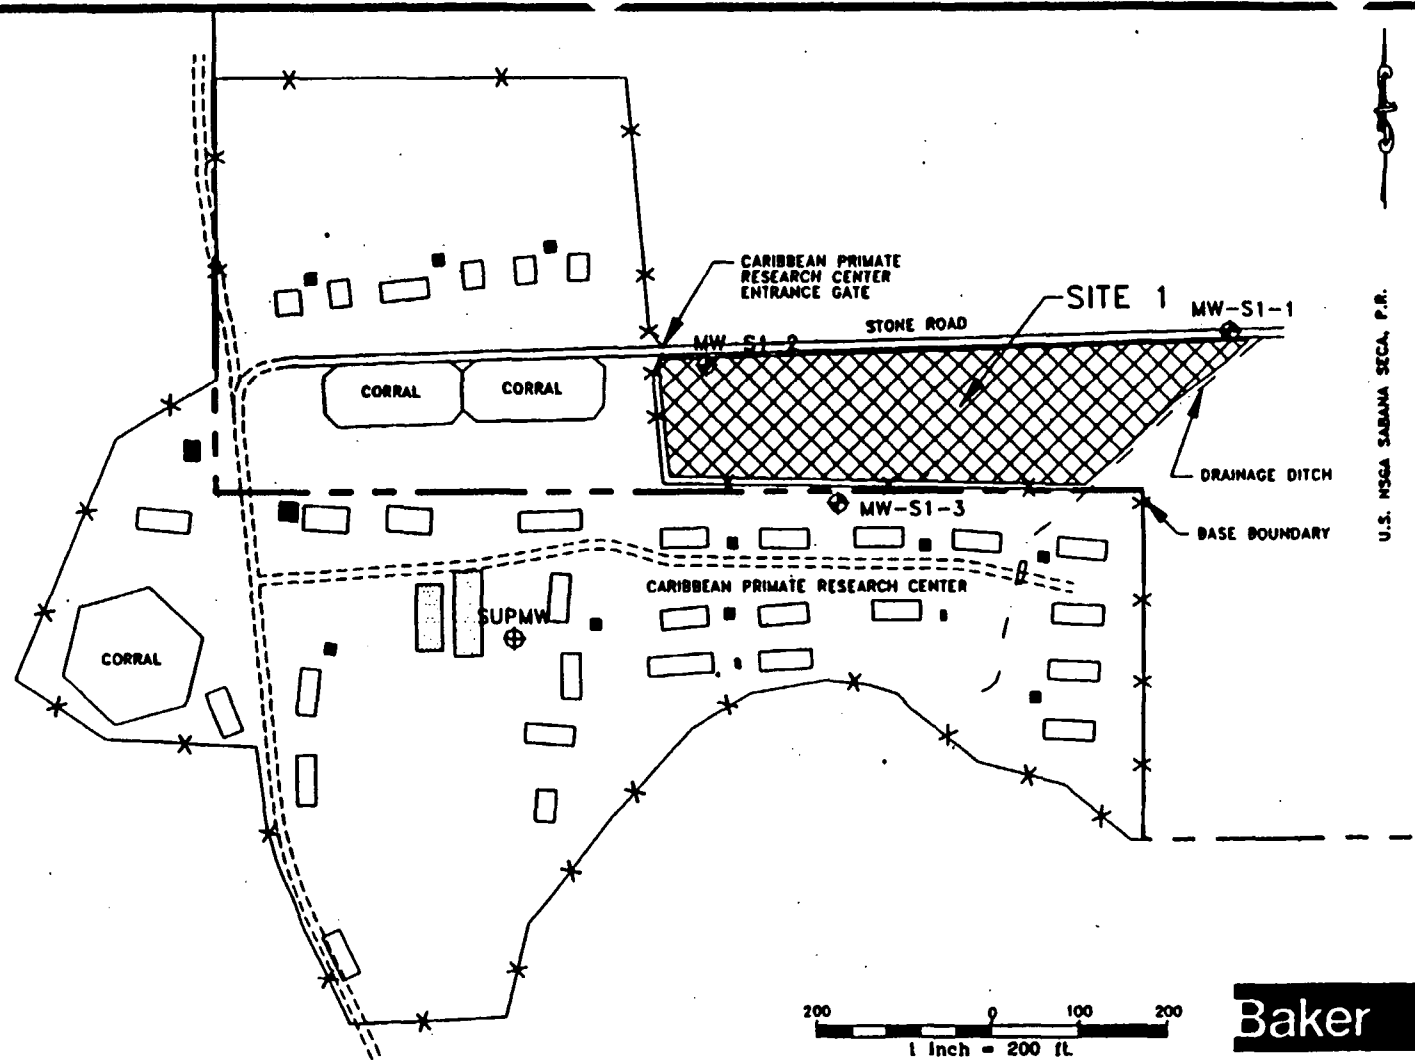 CARIBBEAN PRIMATE
RESEARCH CENTER
ENTRANCE GATE
SITE 1
MW-S1-1
STONE ROAD
MW-S1-2
CORRAL
CORRAL
DRAINAGE DITCH
MW-S1-3
BASE BOUNDARY
CARIBBEAN PRIMATE RESEARCH CENTER
SUPMW
CORRAL
U.S. NSGA SABANA SECA, P.R.
200 0 100 200
1 inch = 200 ft.
Baker